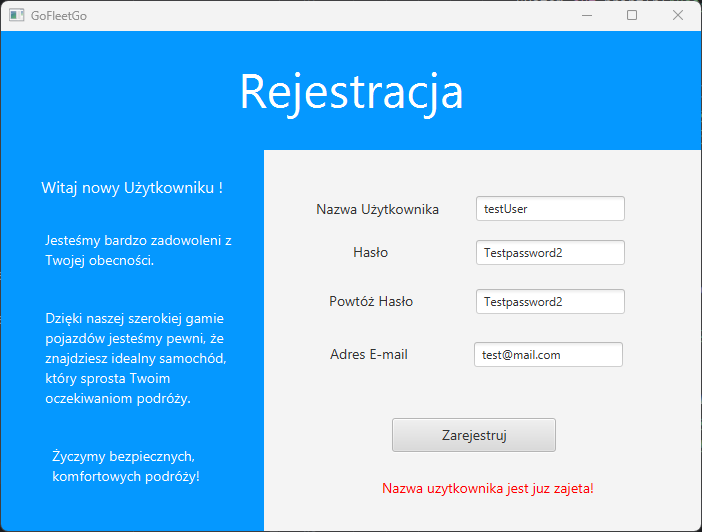 GoFleetGo
Rejestracja
Witaj nowy Użytkowniku !
Jesteśmy bardzo zadowoleni z
Twojej obecności.
Dzięki naszej szerokiej gamie
pojazdów jesteśmy pewni, że
znajdziesz idealny samochód,
który sprosta Twoim
oczekiwaniom podróży.
Życzymy bezpiecznych,
komfortowych podróży!
Nazwa Użytkownika testUser
Hasło Testpassword2
Powtóż Hasło Testpassword2
Adres E-mail test@mail.com
Zarejestruj
Nazwa uzytkownika jest juz zajeta!